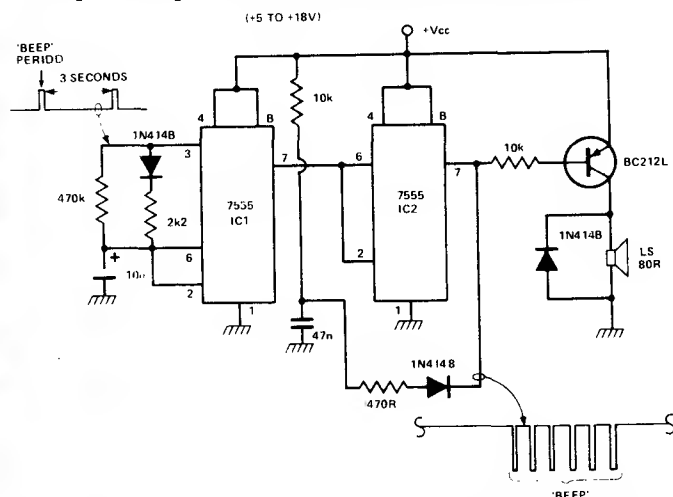 (+5 TO +18V)
+Vcc
'BEEP'
PERIOD
3 SECONDS
10k
4
8
4
8
1N4148
3
7
6
7
10k
BC212L
470k
7555
IC1
7555
IC2
2k2
1N4148
LS
80R
+
6
2
10u
2
1
1
47n
1N4148
470R
'BEEP'